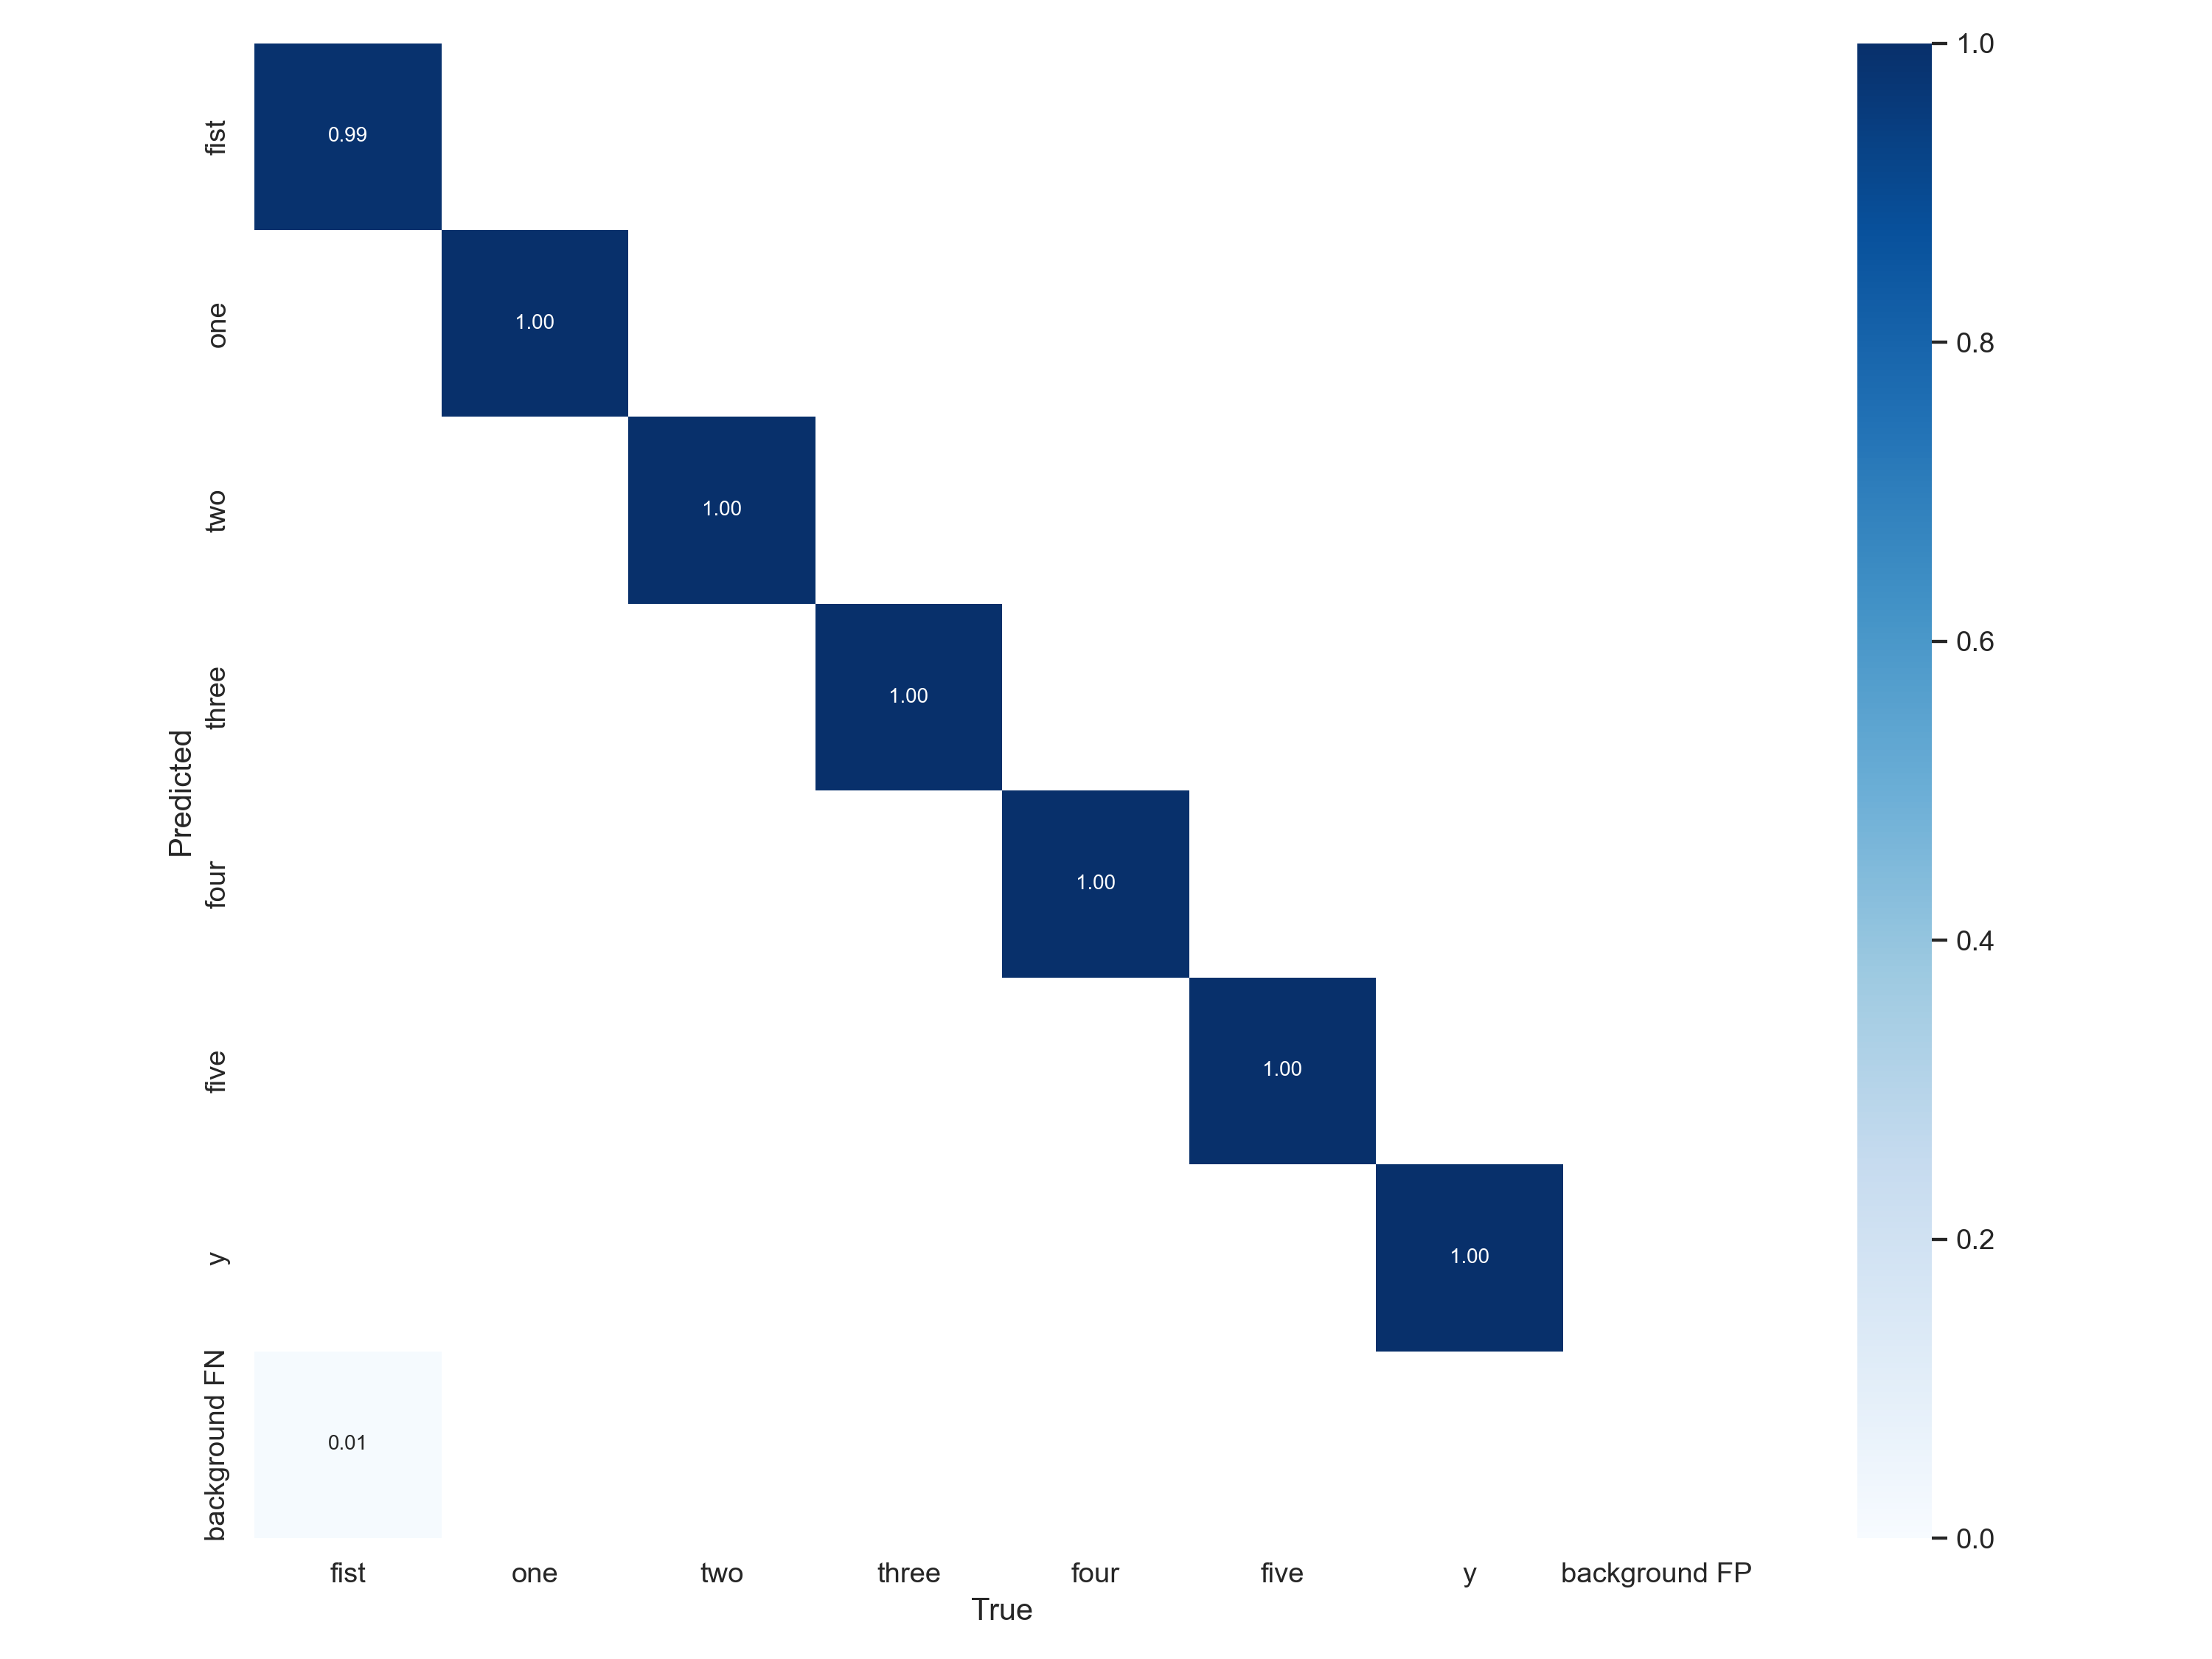 1.0
fist
0.99
one
1.00
0.8
two
1.00
0.6
three
1.00
Predicted
four
1.00
0.4
five
1.00
0.2
y
1.00
background FN
0.01
0.0
fist one two three four five y background FP
True